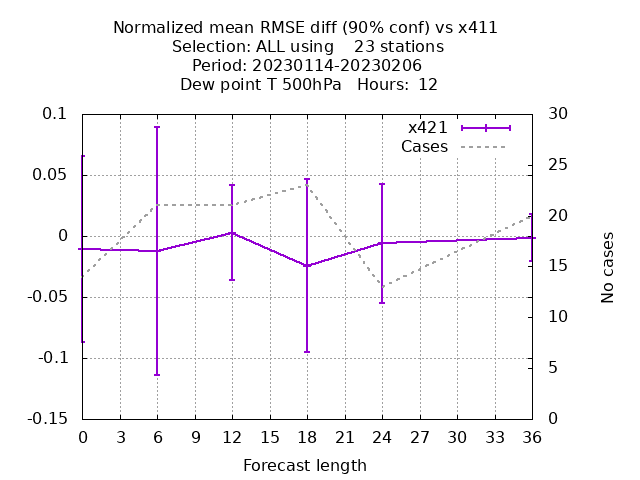 Normalized mean RMSE diff (90% conf) vs x411
Selection: ALL using    23 stations
Period: 20230114-20230206
Dew point T 500hPa   Hours:  12
0.1
0.05
0
-0.05
-0.1
-0.15
30
25
20
15
10
5
0
x421
Cases
No cases
0 3 6 9 12 15 18 21 24 27 30 33 36
Forecast length